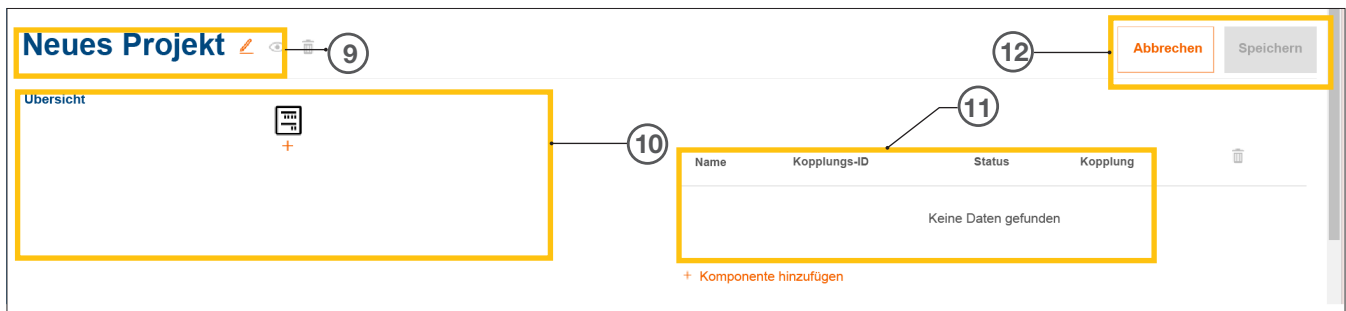 Neues Projekt
9
12
Abbrechen
Speichern
Übersicht
+
10
11
Name Kopplungs-ID Status Kopplung
Keine Daten gefunden
+ Komponente hinzufügen